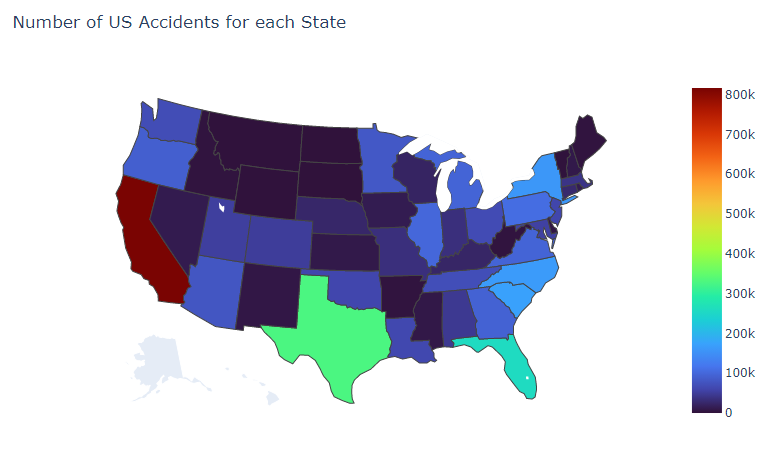 Number of US Accidents for each State
800k
700k
600k
500k
400k
300k
200k
100k
0